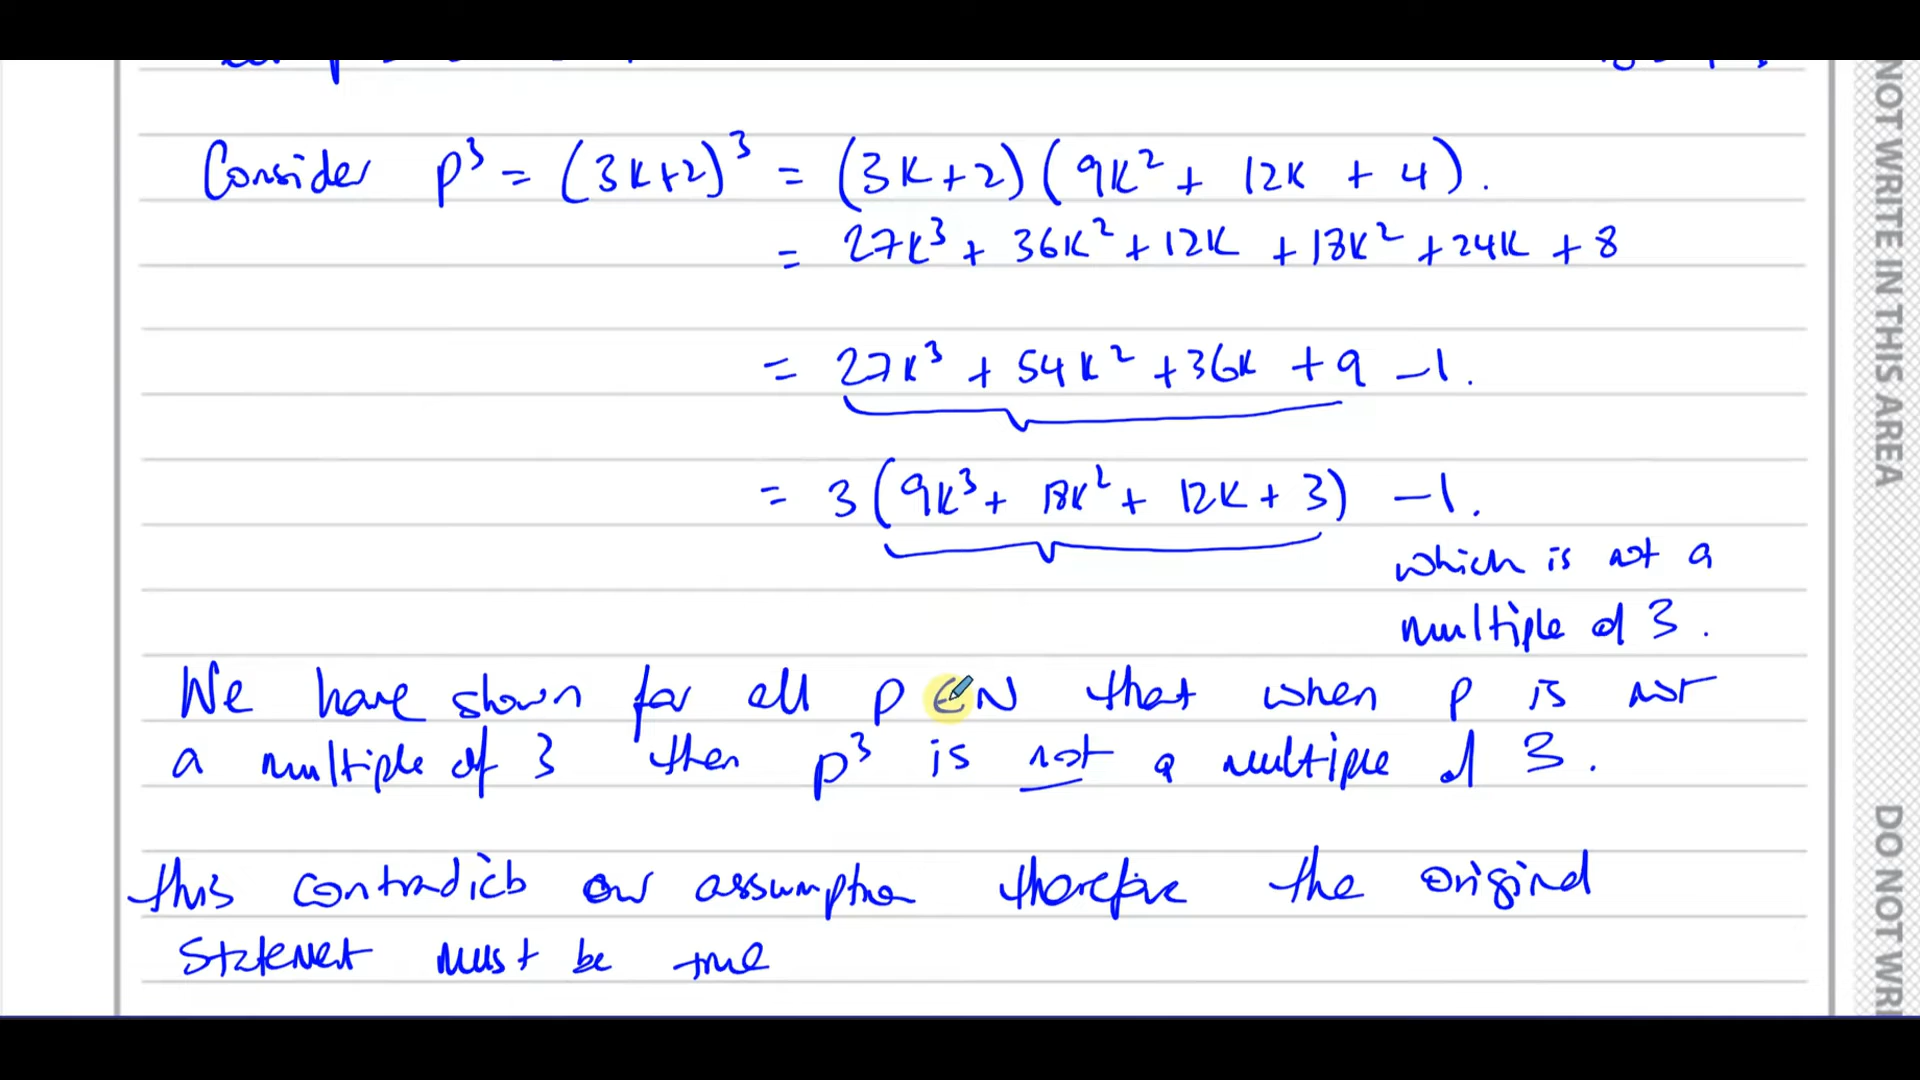 Consider p³ = (3k+2)³ = (3k+2)(9k² + 12k + 4).
= 27k³ + 36k² + 12k + 18k² + 24k + 8
= 27k³ + 54k² + 36k + 9 - 1.
= 3(9k³ + 18k² + 12k + 3) - 1.
which is not a
multiple of 3.
We have shown for all p ∈ N that when p is not
a multiple of 3 then p³ is not a multiple of 3.
this contradicts our assumption therefore the original
statement must be true
NOT WRITE IN THIS AREA
DO NOT WRI